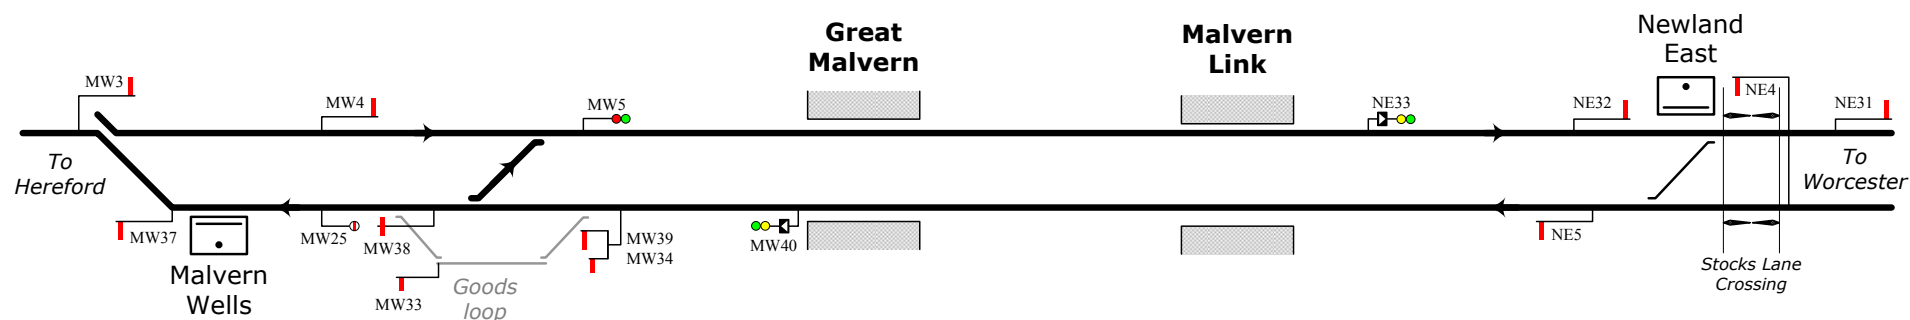 MW3
To
Hereford
MW4
MW5
Great
Malvern
Malvern
Link
NE33
NE32
Newland
East
NE4
NE31
To
Worcester
MW37
Malvern
Wells
MW25
MW38
MW33
Goods
loop
MW39
MW34
MW40
NE5
Stocks Lane
Crossing